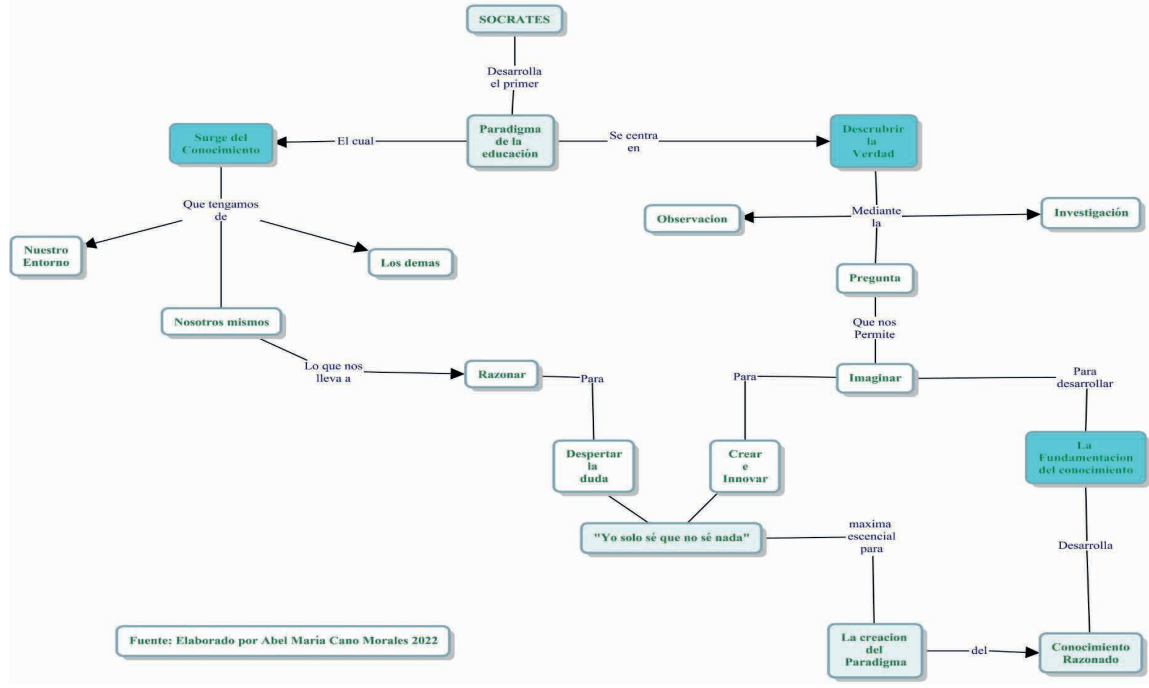 SOCRATES
Desarrolla
el primer
Paradigma
de la
educación
El cual
Surge del
Conocimiento
Se centra
en
Descrubrir
la
Verdad
Que tengamos
de
Nuestro
Entorno
Los demas
Nosotros mismos
Mediante
la
Observacion
Investigación
Pregunta
Que nos
Permite
Imaginar
Lo que nos
lleva a
Razonar
Para
Despertar
la
duda
Para
Crear
e
Innovar
Para
desarrollar
La
Fundamentacion
del conocimiento
"Yo solo sé que no sé nada"
maxima
escencial
para
Desarrolla
La creacion
del
Paradigma
del
Conocimiento
Razonado
Fuente: Elaborado por Abel María Cano Morales 2022